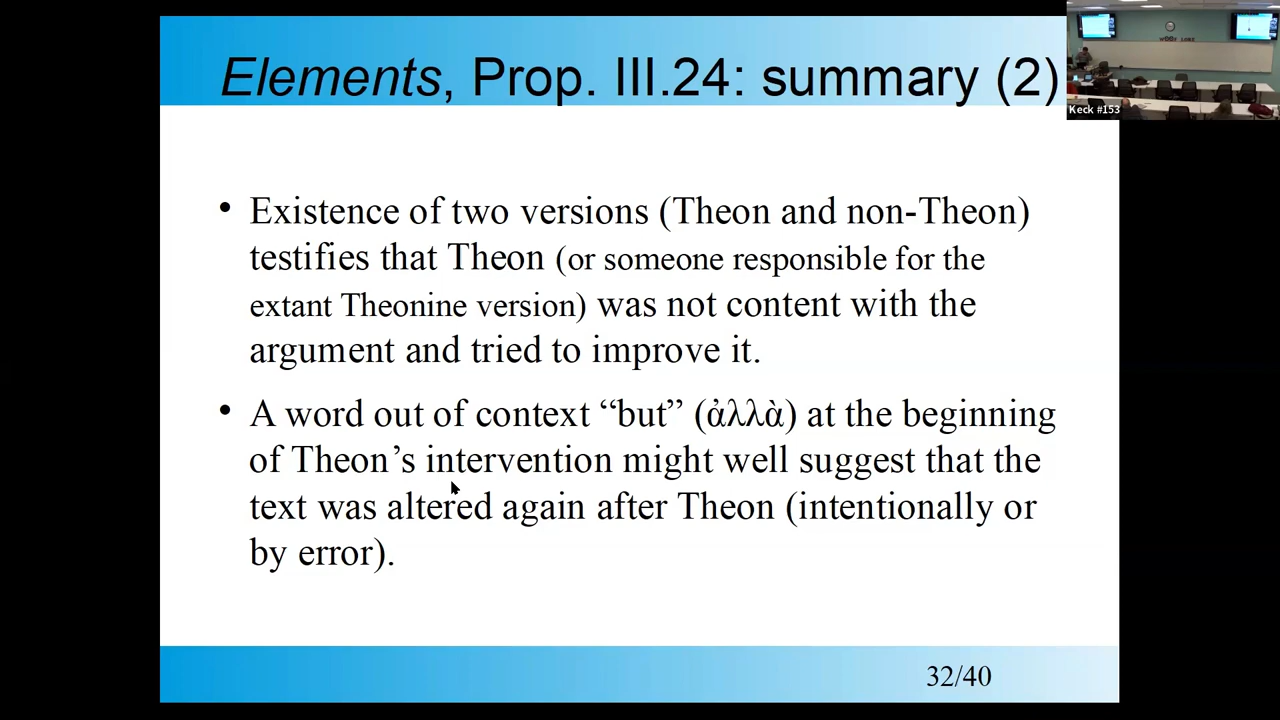 Elements, Prop. III.24: summary (2)
Keck #153
• Existence of two versions (Theon and non-Theon)
testifies that Theon (or someone responsible for the
extant Theonine version) was not content with the
argument and tried to improve it.
• A word out of context “but” (ἀλλὰ) at the beginning
of Theon’s intervention might well suggest that the
text was altered again after Theon (intentionally or
by error).
32/40